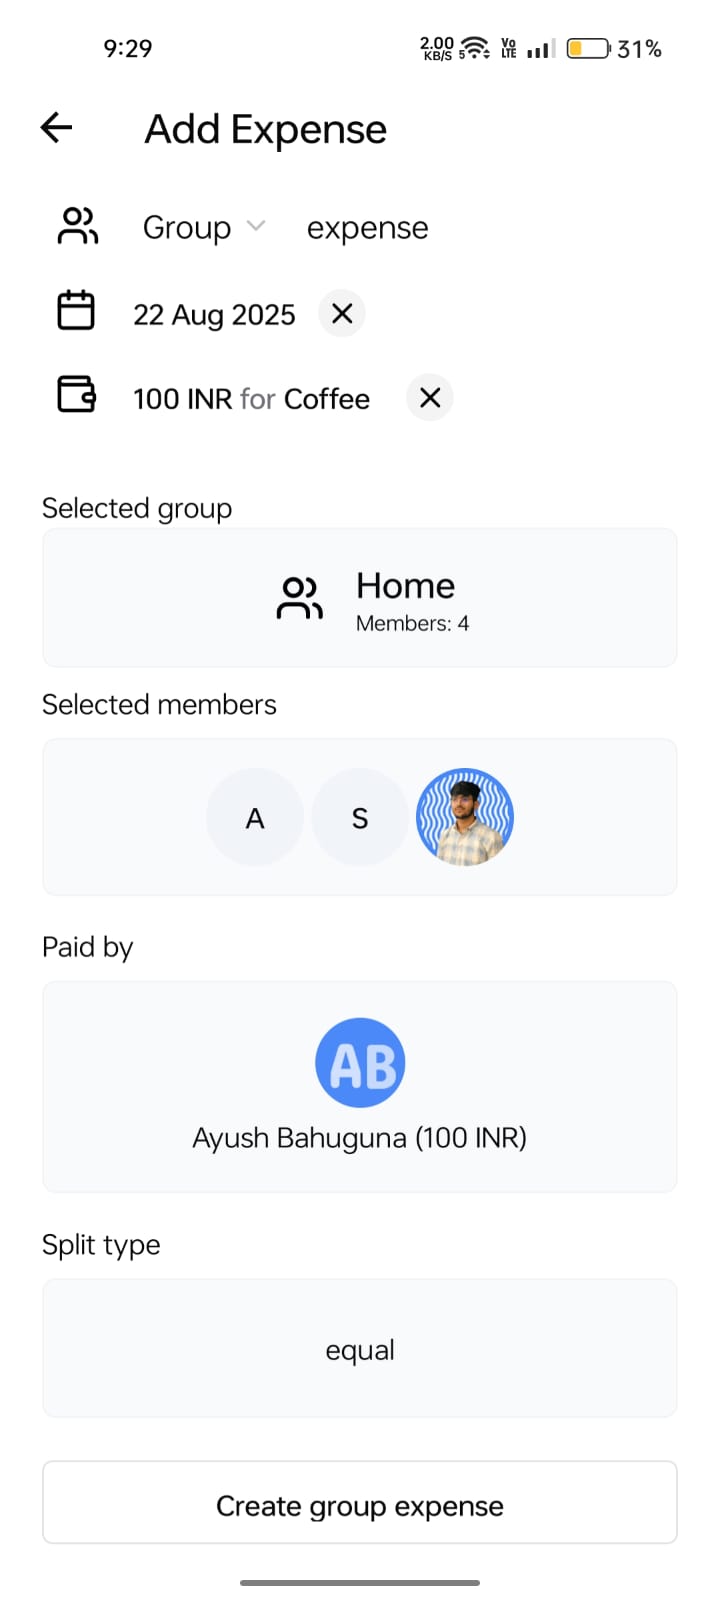 9:29 2.00 KB/S 5 Vo LTE 31%
Add Expense
Group expense
22 Aug 2025
100 INR for Coffee
Selected group
Home
Members: 4
Selected members
A S
Paid by
AB
Ayush Bahuguna (100 INR)
Split type
equal
Create group expense